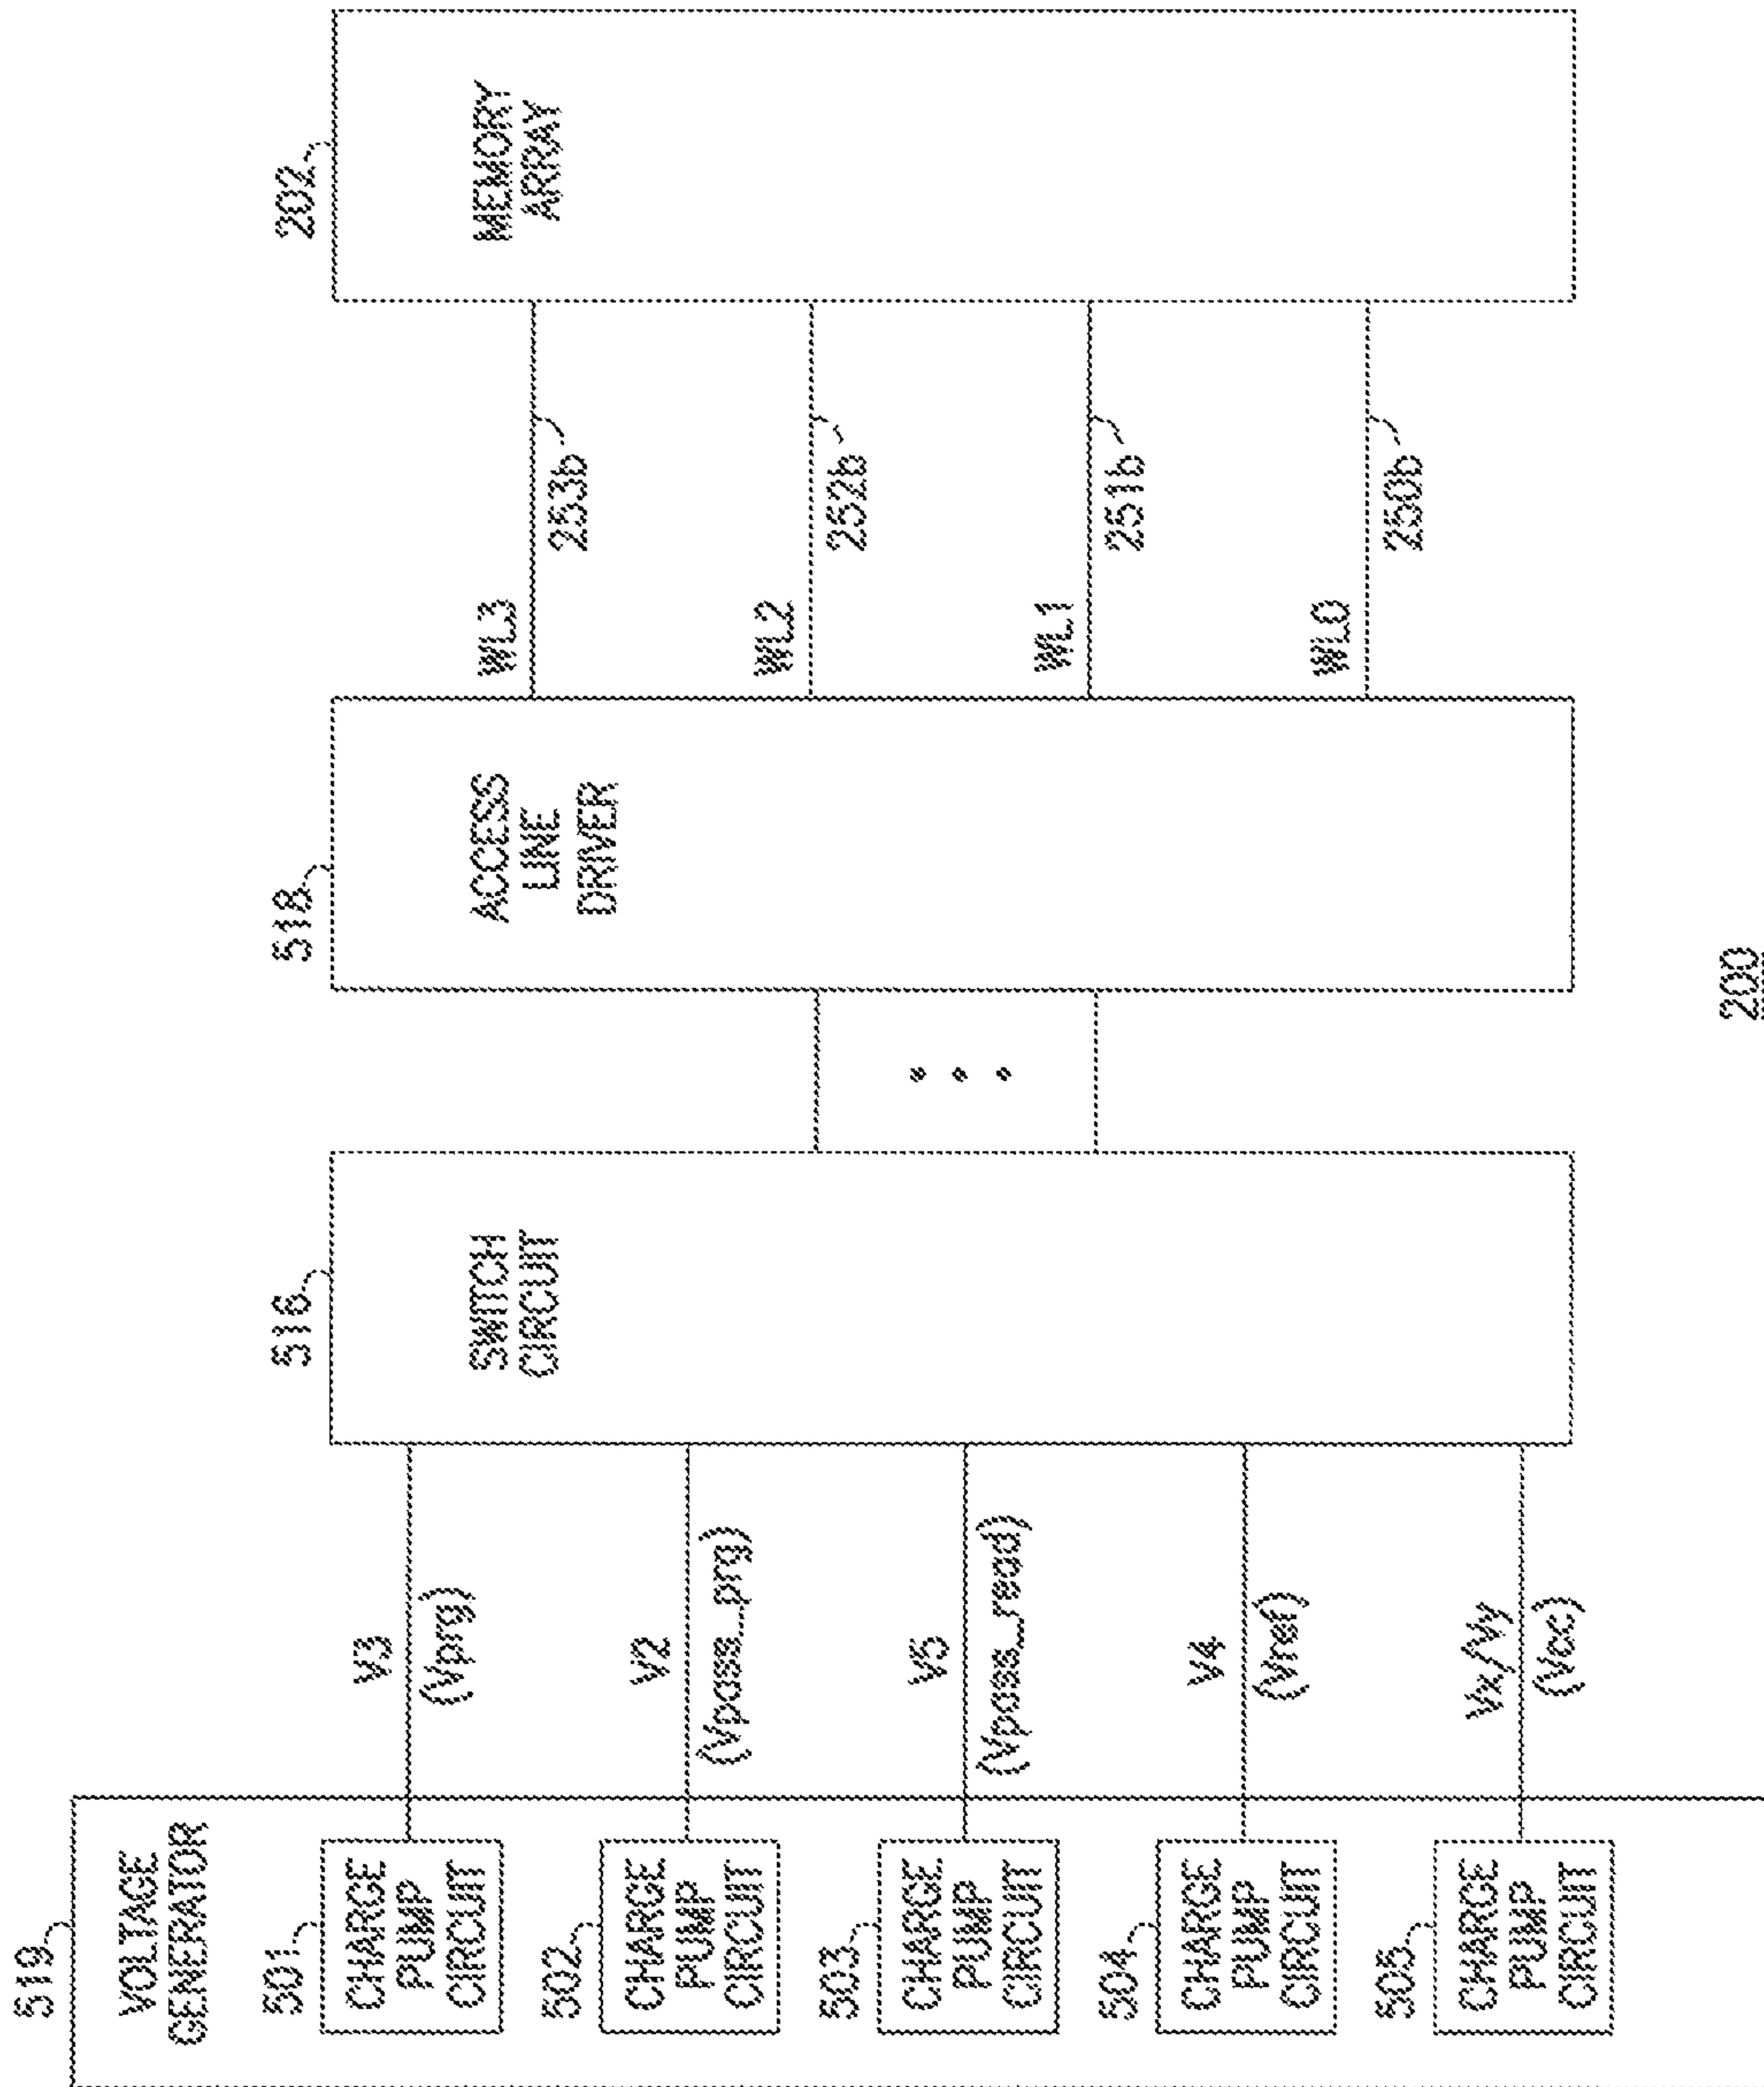 519
VOLTAGE
GENERATOR
501
CHARGE
PUMP
CIRCUIT
502
CHARGE
PUMP
CIRCUIT
503
CHARGE
PUMP
CIRCUIT
504
CHARGE
PUMP
CIRCUIT
505
CHARGE
PUMP
CIRCUIT
V3
(Vprg)
V2
(Vpass_prg)
V5
(Vpass_read)
V4
(Vref)
Vx/Vy
(Vcc)
516
SWITCH
CIRCUIT
518
ACCESS
LINE
DRIVER
WL3
253b
WL2
252b
WL1
251b
WL0
250b
202
MEMORY
ARRAY
200